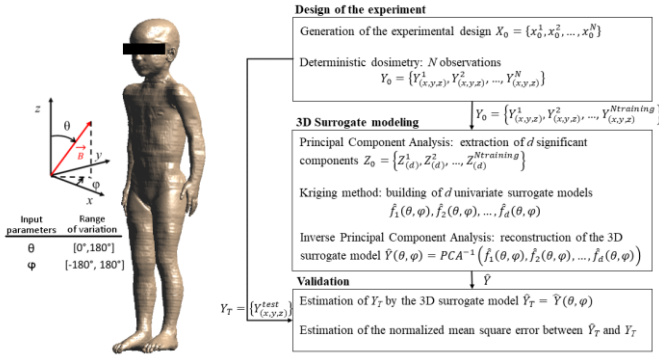 Design of the experiment
Generation of the experimental design X₀ = {x₀¹, x₀², ..., x₀ᴺ}
Deterministic dosimetry: N observations
Y₀ = {Y¹₍ₓ,ᵧ,z₎, Y²₍ₓ,ᵧ,z₎, ..., Yᴺ₍ₓ,ᵧ,z₎}
Y₀ = {Y¹₍ₓ,ᵧ,z₎, Y²₍ₓ,ᵧ,z₎, ..., Y^Ntraining₍ₓ,ᵧ,z₎}
3D Surrogate modeling
Principal Component Analysis: extraction of d significant
components Z₀ = {Z¹₍d₎, Z²₍d₎, ..., Z^Ntraining₍d₎}
Kriging method: building of d univariate surrogate models
f̂₁(θ, φ), f̂₂(θ, φ), ..., f̂d(θ, φ)
Inverse Principal Component Analysis: reconstruction of the 3D
surrogate model Ŷ(θ, φ) = PCA⁻¹(f̂₁(θ, φ), f̂₂(θ, φ), ..., f̂d(θ, φ))
Ŷ
Validation
Y_T = {Y^test₍ₓ,ᵧ,z₎}
Estimation of Y_T by the 3D surrogate model Ŷ_T = Ŷ(θ, φ)
Estimation of the normalized mean square error between Ŷ_T and Y_T
z
θ
B
y
φ
x
Input parameters
Range of variation
θ [0°,180°]
φ [-180°, 180°]